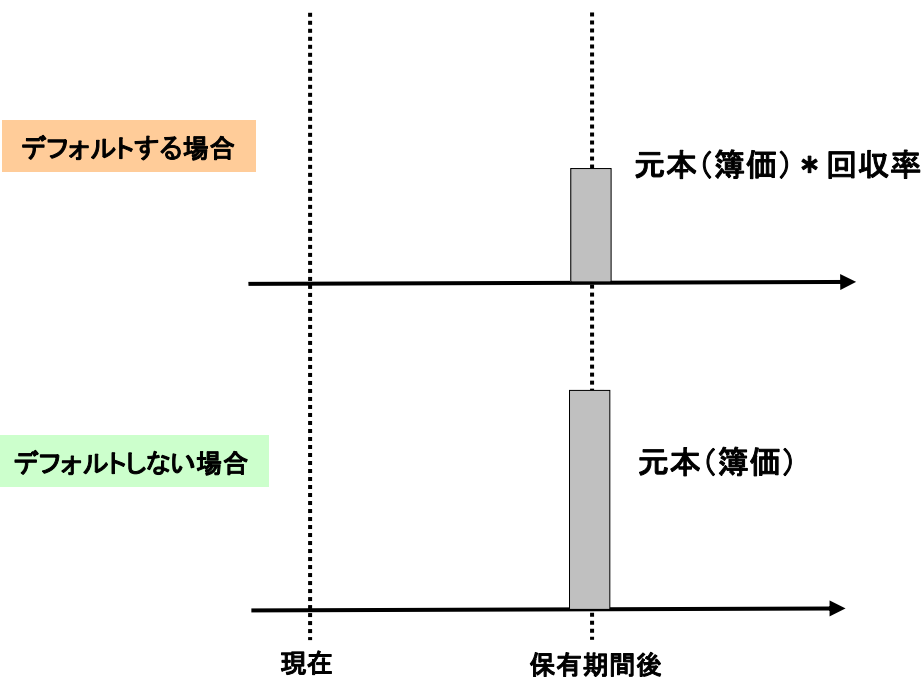 デフォルトする場合
元本(簿価)*回収率
デフォルトしない場合
元本(簿価)
現在
保有期間後